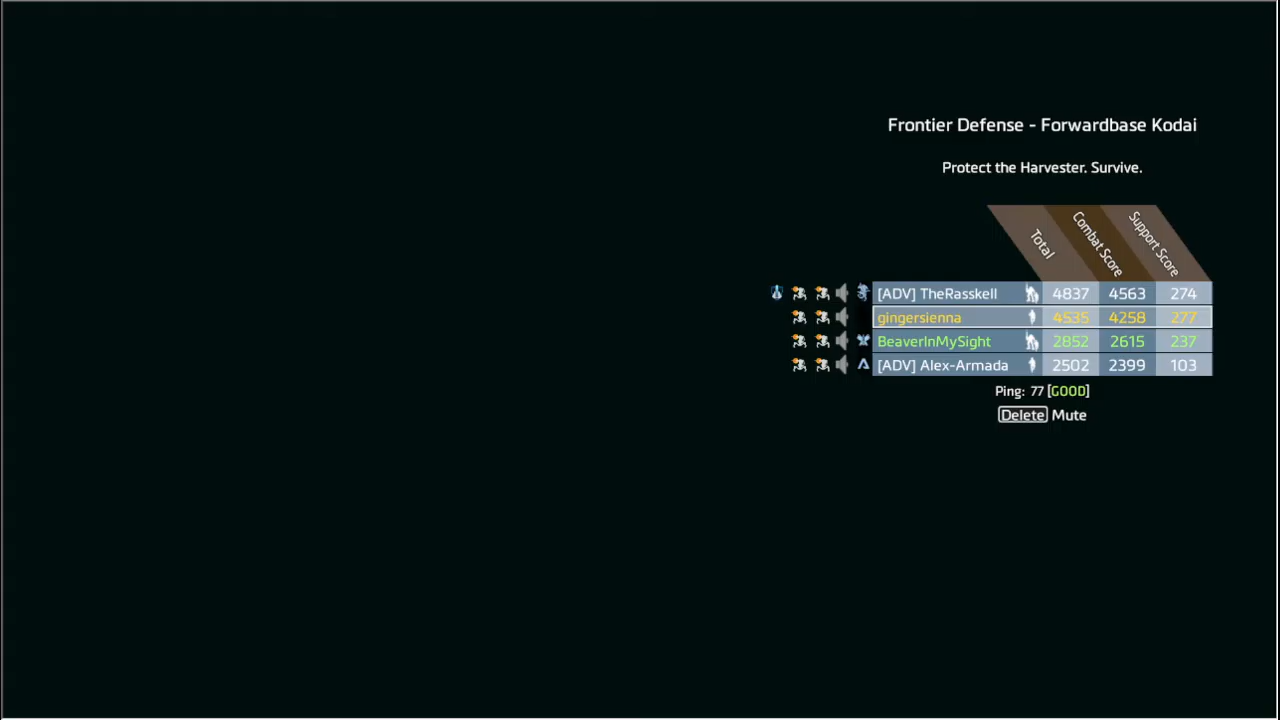 Frontier Defense - Forwardbase Kodai
Protect the Harvester. Survive.
Total Combat Score Support Score
[ADV] TheRasskell 4837 4563 274
gingersienna 4535 4258 277
BeaverInMySight 2852 2615 237
[ADV] Alex-Armada 2502 2399 103
Ping: 77 [GOOD]
Delete Mute